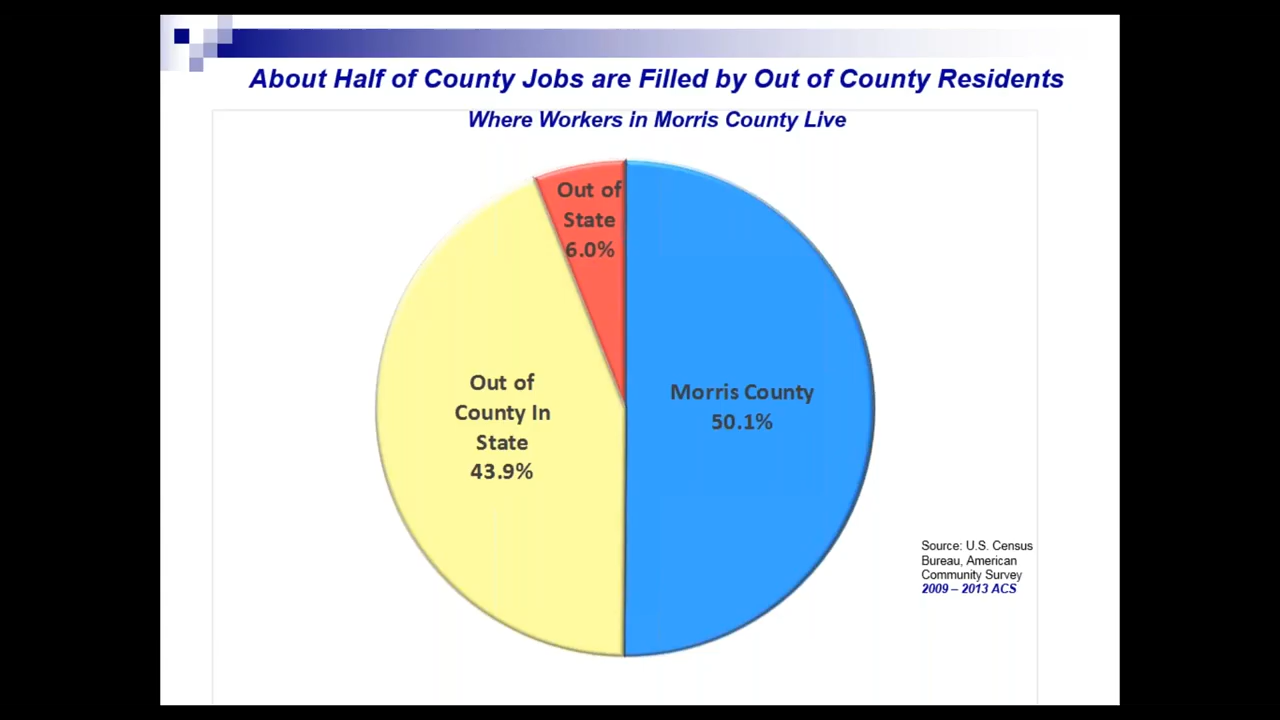 About Half of County Jobs are Filled by Out of County Residents
Where Workers in Morris County Live
Out of
State
6.0%
Out of
County In
State
43.9%
Morris County
50.1%
Source: U.S. Census
Bureau, American
Community Survey
2009 – 2013 ACS